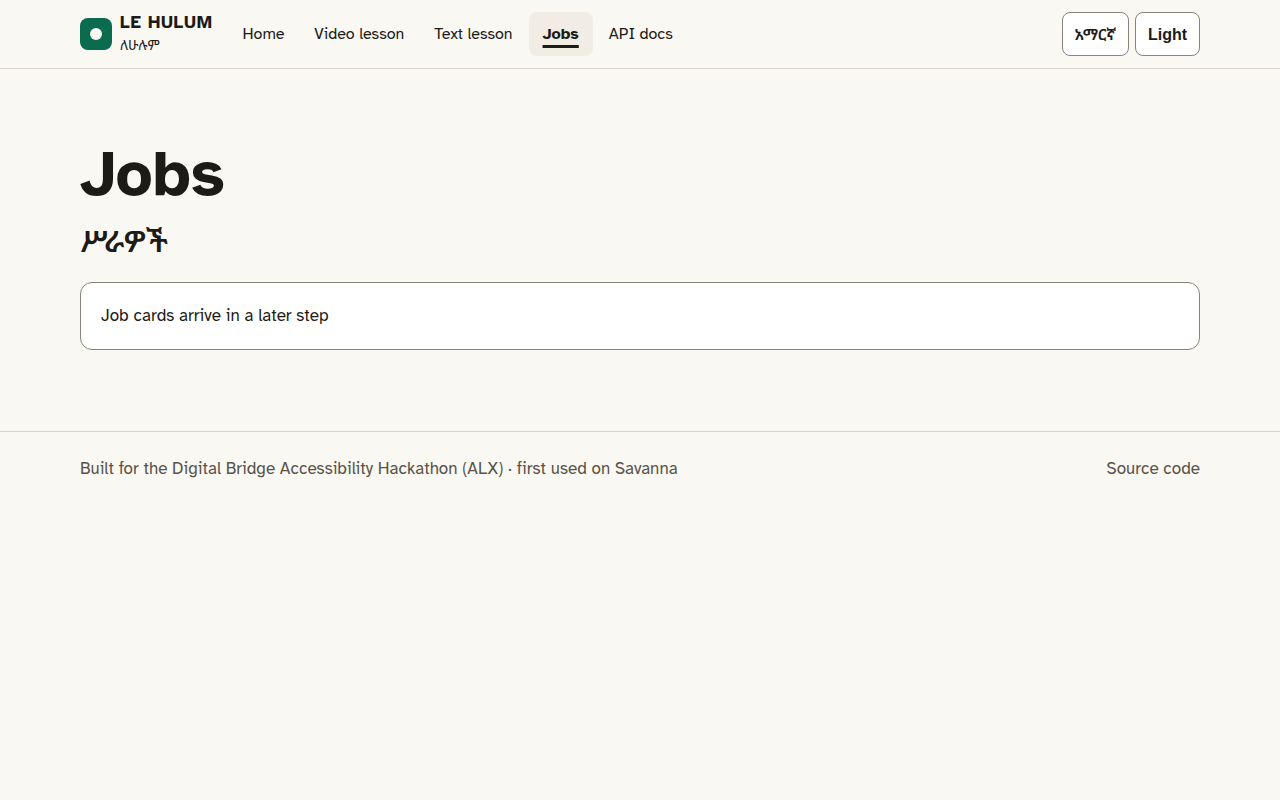 LE HULUM
ለሁሉም
Home
Video lesson
Text lesson
Jobs
API docs
አማርኛ
Light
Jobs
ሥራዎች
Job cards arrive in a later step
Built for the Digital Bridge Accessibility Hackathon (ALX) · first used on Savanna
Source code